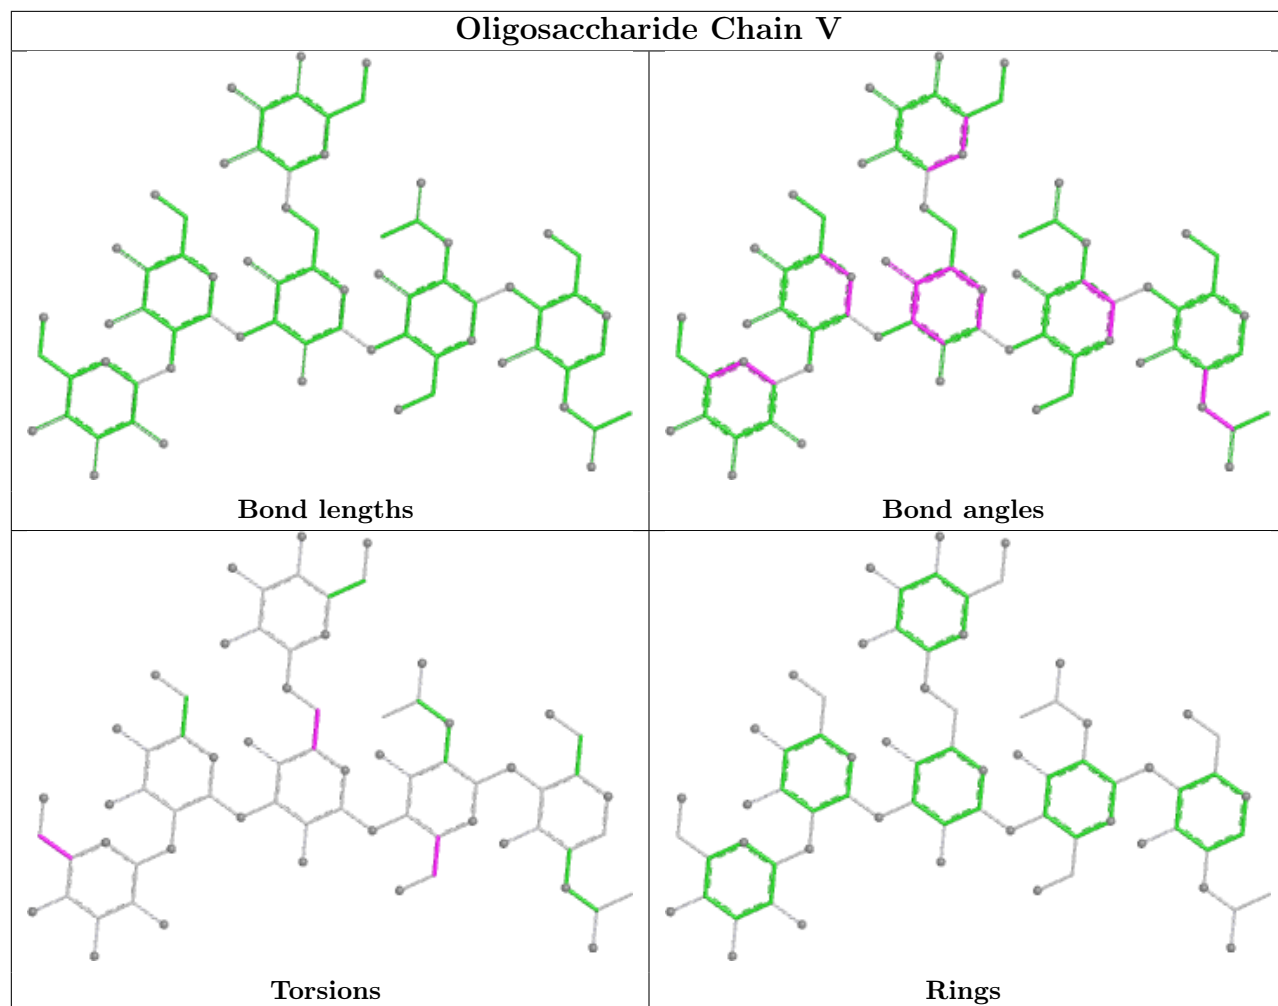 Oligosaccharide Chain V
Bond lengths
Bond angles
Torsions
Rings